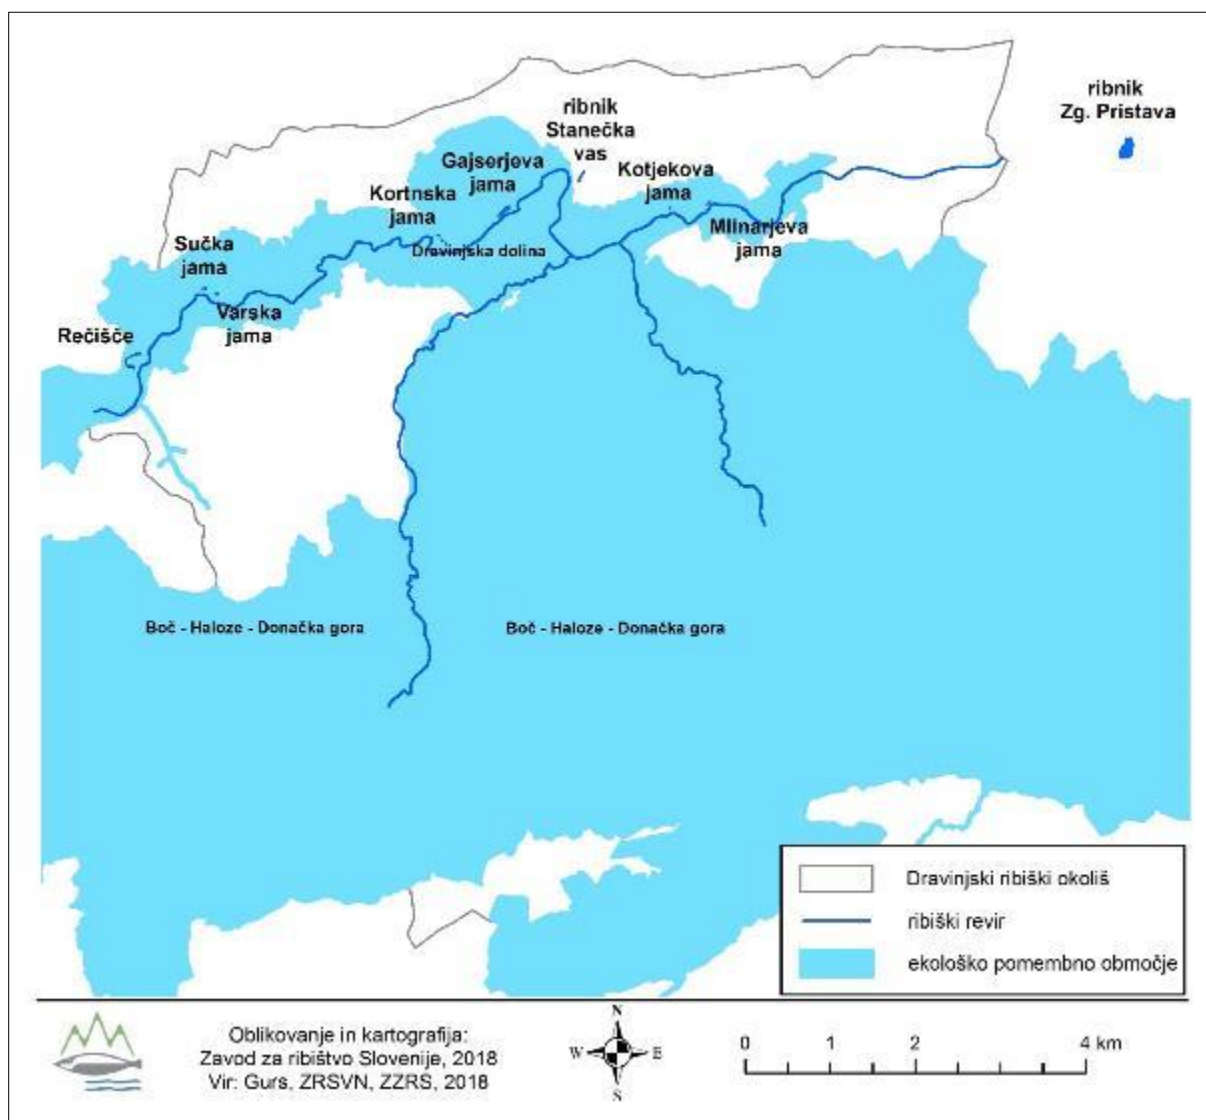 ribnik
Zg. Pristava
ribnik
Stanečka
vas
Gajserjeva
jama
Kotjekova
jama
Kortnska
jama
Mlinarjeva
jama
Sučka
jama
Dravinjska dolina
Varska
jama
Rečišče
Boč - Haloze - Donačka gora
Boč - Haloze - Donačka gora
Dravinjski ribiški okoliš
ribiški revir
ekološko pomembno območje
Oblikovanje in kartografija:
Zavod za ribištvo Slovenije, 2018
Vir: Gurs, ZRSVN, ZZRS, 2018
N
W E
S
0 1 2 4 km